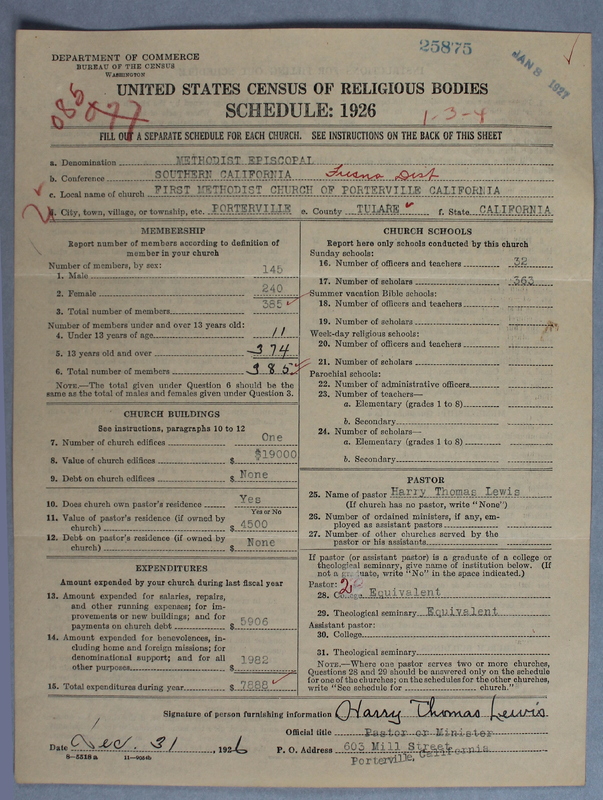 25875
JAN 8 1927
DEPARTMENT OF COMMERCE
BUREAU OF THE CENSUS
WASHINGTON
UNITED STATES CENSUS OF RELIGIOUS BODIES
SCHEDULE: 1926
1-3-4
FILL OUT A SEPARATE SCHEDULE FOR EACH CHURCH. SEE INSTRUCTIONS ON THE BACK OF THIS SHEET
a. Denomination METHODIST EPISCOPAL
b. Conference SOUTHERN CALIFORNIA Fresno Dist
c. Local name of church FIRST METHODIST CHURCH OF PORTERVILLE CALIFORNIA
d. City, town, village, or township, etc. PORTERVILLE e. County TULARE f. State CALIFORNIA
MEMBERSHIP
Report number of members according to definition of
member in your church
Number of members, by sex:
1. Male 145
2. Female 240
3. Total number of members 385
Number of members under and over 13 years old:
4. Under 13 years of age 11
5. 13 years old and over 374
6. Total number of members 385
NOTE.—The total given under Question 6 should be the
same as the total of males and females given under Question 3.
CHURCH BUILDINGS
See instructions, paragraphs 10 to 12
7. Number of church edifices One
8. Value of church edifices $ $19000
9. Debt on church edifices $ None
10. Does church own pastor's residence Yes
Yes or No
11. Value of pastor's residence (if owned by
church) $ 4500
12. Debt on pastor's residence (if owned by
church) $ None
EXPENDITURES
Amount expended by your church during last fiscal year
13. Amount expended for salaries, repairs,
and other running expenses; for im-
provements or new buildings; and for
payments on church debt $ 5906
14. Amount expended for benevolences, in-
cluding home and foreign missions; for
denominational support; and for all
other purposes $ 1982
15. Total expenditures during year $ 7888
CHURCH SCHOOLS
Report here only schools conducted by this church
Sunday schools:
16. Number of officers and teachers 32
17. Number of scholars 363
Summer vacation Bible schools:
18. Number of officers and teachers
19. Number of scholars
Week-day religious schools:
20. Number of officers and teachers
21. Number of scholars
Parochial schools:
22. Number of administrative officers
23. Number of teachers—
a. Elementary (grades 1 to 8)
b. Secondary
24. Number of scholars—
a. Elementary (grades 1 to 8)
b. Secondary
PASTOR
25. Name of pastor Harry Thomas Lewis
(If church has no pastor, write "None")
26. Number of ordained ministers, if any, em-
ployed as assistant pastors
27. Number of other churches served by the
pastor or his assistants
If pastor (or assistant pastor) is a graduate of a college or
theological seminary, give name of institution below. (If
not a graduate, write "No" in the space indicated.)
Pastor:
28. College Equivalent
29. Theological seminary Equivalent
Assistant pastor:
30. College
31. Theological seminary
NOTE.—Where one pastor serves two or more churches,
Questions 28 and 29 should be answered only on the schedule
for one of the churches; on the schedules for the other churches,
write "See schedule for church."
Signature of person furnishing information Harry Thomas Lewis
Official title Pastor or Minister
Date Dec. 31, 1926 P. O. Address 603 Mill Street
Porterville, California
8-5318 a